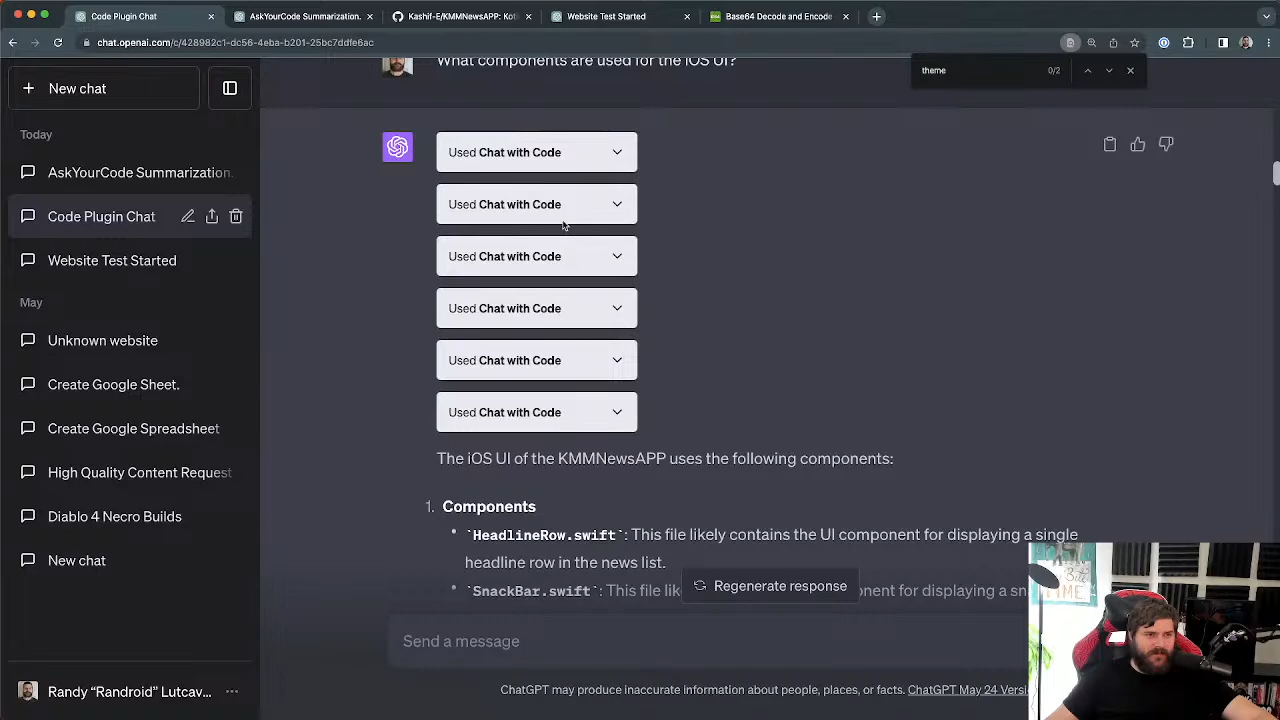 Code Plugin Chat
AskYourCode Summarization.
Kashif-E/KMMNewsAPP: Kot
Website Test Started
Base64 Decode and Encode
chat.openai.com/c/428982c1-dc56-4eba-b201-25bc7ddfe6ac
theme
0/2
New chat
Today
AskYourCode Summarization.
Code Plugin Chat
Website Test Started
May
Unknown website
Create Google Sheet.
Create Google Spreadsheet
High Quality Content Request
Diablo 4 Necro Builds
New chat
Randy “Randroid” Lutcav...
What components are used for the iOS UI?
Used Chat with Code
Used Chat with Code
Used Chat with Code
Used Chat with Code
Used Chat with Code
Used Chat with Code
The iOS UI of the KMMNewsAPP uses the following components:
1. Components
• `HeadlineRow.swift`: This file likely contains the UI component for displaying a single
headline row in the news list.
• `SnackBar.swift`: This file lik
onent for displaying a sn
Regenerate response
Send a message
ChatGPT may produce inaccurate information about people, places, or facts. ChatGPT May 24 Versi
TIME